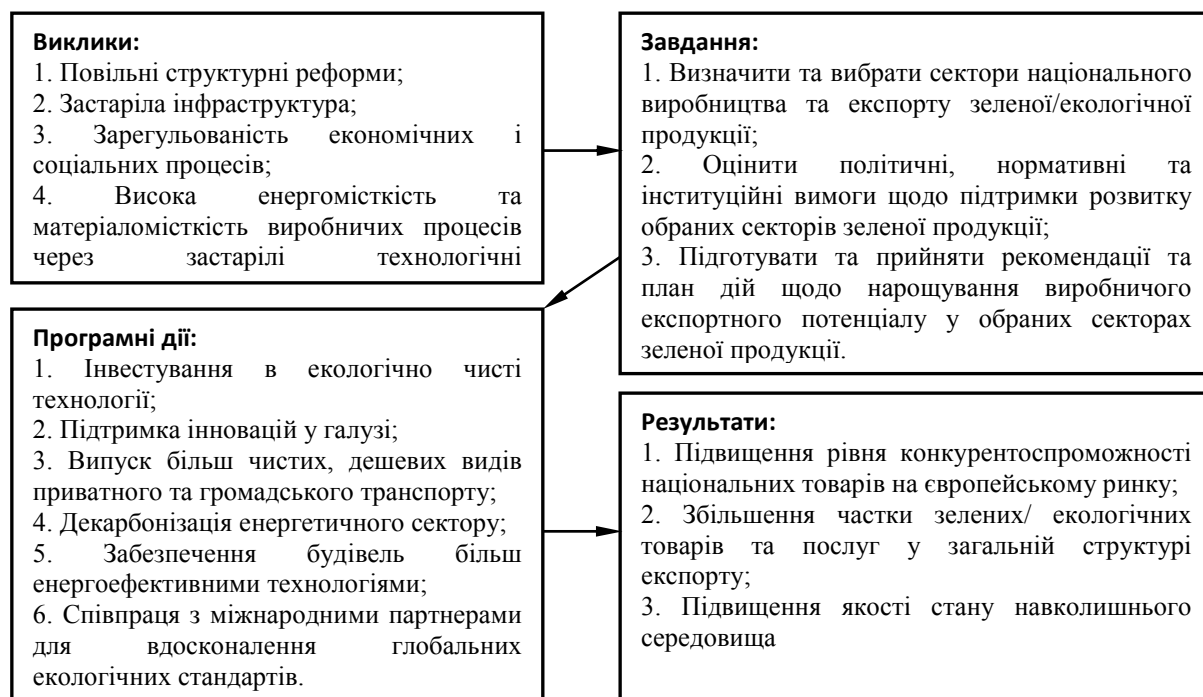 Виклики:
1. Повільні структурні реформи;
2. Застаріла інфраструктура;
3. Зарегульованість економічних і
соціальних процесів;
4. Висока енергомісткість та
матеріаломісткість виробничих процесів
через застарілі технологічні
Завдання:
1. Визначити та вибрати сектори національного
виробництва та експорту зеленої/екологічної
продукції;
2. Оцінити політичні, нормативні та
інституційні вимоги щодо підтримки розвитку
обраних секторів зеленої продукції;
3. Підготувати та прийняти рекомендації та
план дій щодо нарощування виробничого
експортного потенціалу у обраних секторах
зеленої продукції.
Програмні дії:
1. Інвестування в екологічно чисті
технології;
2. Підтримка інновацій у галузі;
3. Випуск більш чистих, дешевих видів
приватного та громадського транспорту;
4. Декарбонізація енергетичного сектору;
5. Забезпечення будівель більш
енергоефективними технологіями;
6. Співпраця з міжнародними партнерами
для вдосконалення глобальних
екологічних стандартів.
Результати:
1. Підвищення рівня конкурентоспроможності
національних товарів на європейському ринку;
2. Збільшення частки зелених/ екологічних
товарів та послуг у загальній структурі
експорту;
3. Підвищення якості стану навколишнього
середовища